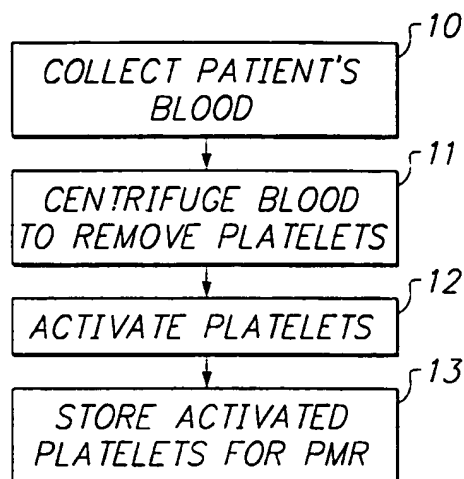 10
COLLECT PATIENT'S
BLOOD
11
CENTRIFUGE BLOOD
TO REMOVE PLATELETS
12
ACTIVATE PLATELETS
13
STORE ACTIVATED
PLATELETS FOR PMR